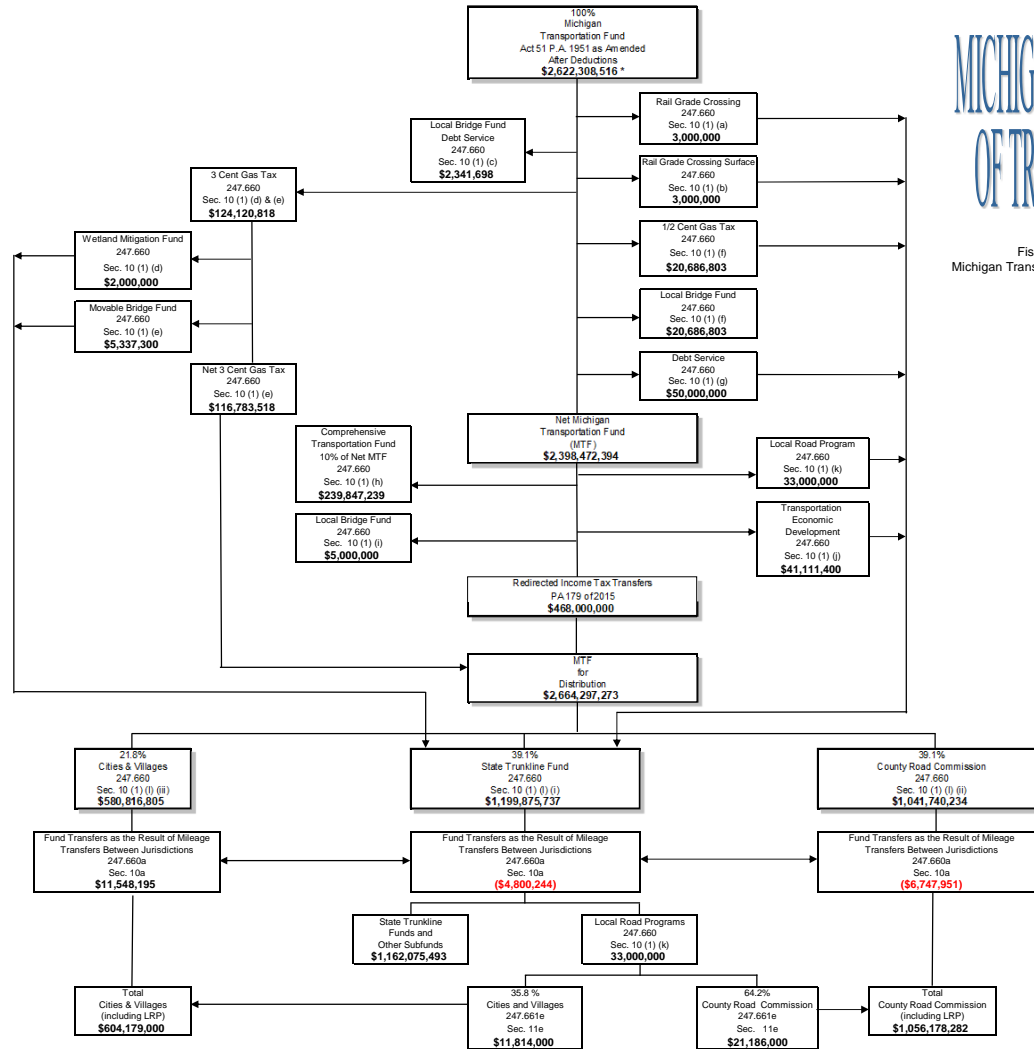 100%
Michigan
Transportation Fund
Act 51 P.A. 1951 as Amended
After Deductions
$2,622,308,516 *
MICHIG
OF TR
Fis
Michigan Trans
Rail Grade Crossing
247.660
Sec. 10 (1) (a)
3,000,000
Local Bridge Fund
Debt Service
247.660
Sec. 10 (1) (c)
$2,341,698
Rail Grade Crossing Surface
247.660
Sec. 10 (1) (b)
3,000,000
3 Cent Gas Tax
247.660
Sec. 10 (1) (d) & (e)
$124,120,818
1/2 Cent Gas Tax
247.660
Sec. 10 (1) (f)
$20,686,803
Wetland Mitigation Fund
247.660
Sec. 10 (1) (d)
$2,000,000
Local Bridge Fund
247.660
Sec. 10 (1) (f)
$20,686,803
Movable Bridge Fund
247.660
Sec. 10 (1) (e)
$5,337,300
Debt Service
247.660
Sec. 10 (1) (g)
$50,000,000
Net 3 Cent Gas Tax
247.660
Sec. 10 (1) (e)
$116,783,518
Net Michigan
Transportation Fund
(MTF)
$2,398,472,394
Comprehensive
Transportation Fund
10% of Net MTF
247.660
Sec. 10 (1) (h)
$239,847,239
Local Road Program
247.660
Sec. 10 (1) (k)
33,000,000
Local Bridge Fund
247.660
Sec. 10 (1) (i)
$5,000,000
Transportation
Economic
Development
247.660
Sec. 10 (1) (j)
$41,111,400
Redirected Income Tax Transfers
PA 179 of 2015
$468,000,000
MTF
for
Distribution
$2,664,297,273
21.8%
Cities & Villages
247.660
Sec. 10 (1) (l) (iii)
$580,816,805
39.1%
State Trunkline Fund
247.660
Sec. 10 (1) (l) (i)
$1,199,875,737
39.1%
County Road Commission
247.660
Sec. 10 (1) (l) (ii)
$1,041,740,234
Fund Transfers as the Result of Mileage
Transfers Between Jurisdictions
247.660a
Sec. 10a
$11,548,195
Fund Transfers as the Result of Mileage
Transfers Between Jurisdictions
247.660a
Sec. 10a
($4,800,244)
Fund Transfers as the Result of Mileage
Transfers Between Jurisdictions
247.660a
Sec. 10a
($6,747,951)
State Trunkline
Funds and
Other Subfunds
$1,162,075,493
Local Road Programs
247.660
Sec. 10 (1) (k)
33,000,000
Total
Cities & Villages
(including LRP)
$604,179,000
35.8 %
Cities and Villages
247.661e
Sec. 11e
$11,814,000
64.2%
County Road Commission
247.661e
Sec. 11e
$21,186,000
Total
County Road Commission
(including LRP)
$1,056,178,282